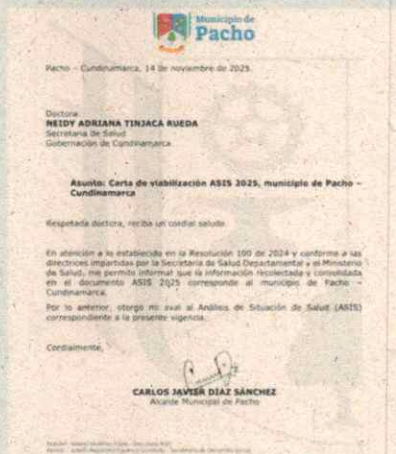 Municipio de
Pacho
Pacho – Cundinamarca, 14 de noviembre de 2025.
Doctora
NEIDY ADRIANA TINJACA RUEDA
Secretaria de Salud
Gobernación de Cundinamarca
Asunto: Carta de viabilización ASIS 2025, municipio de Pacho –
Cundinamarca
Respetada doctora, reciba un cordial saludo.
En atención a lo establecido en la Resolución 100 de 2024 y conforme a las
directrices impartidas por la Secretaría de Salud Departamental y el Ministerio
de Salud, me permito informar que la información recolectada y consolidada
en el documento ASIS 2025 corresponde al municipio de Pacho –
Cundinamarca.
Por lo anterior, otorgo mi aval al Análisis de Situación de Salud (ASIS)
correspondiente a la presente vigencia.
Cordialmente,
CARLOS JAVIER DÍAZ SÁNCHEZ
Alcalde Municipal de Pacho